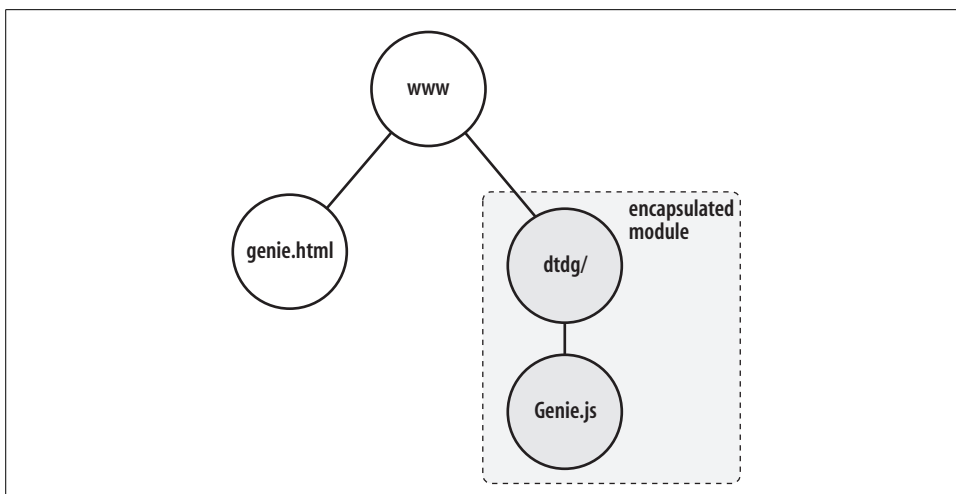 www
genie.html
encapsulated
module
dtdg/
Genie.js